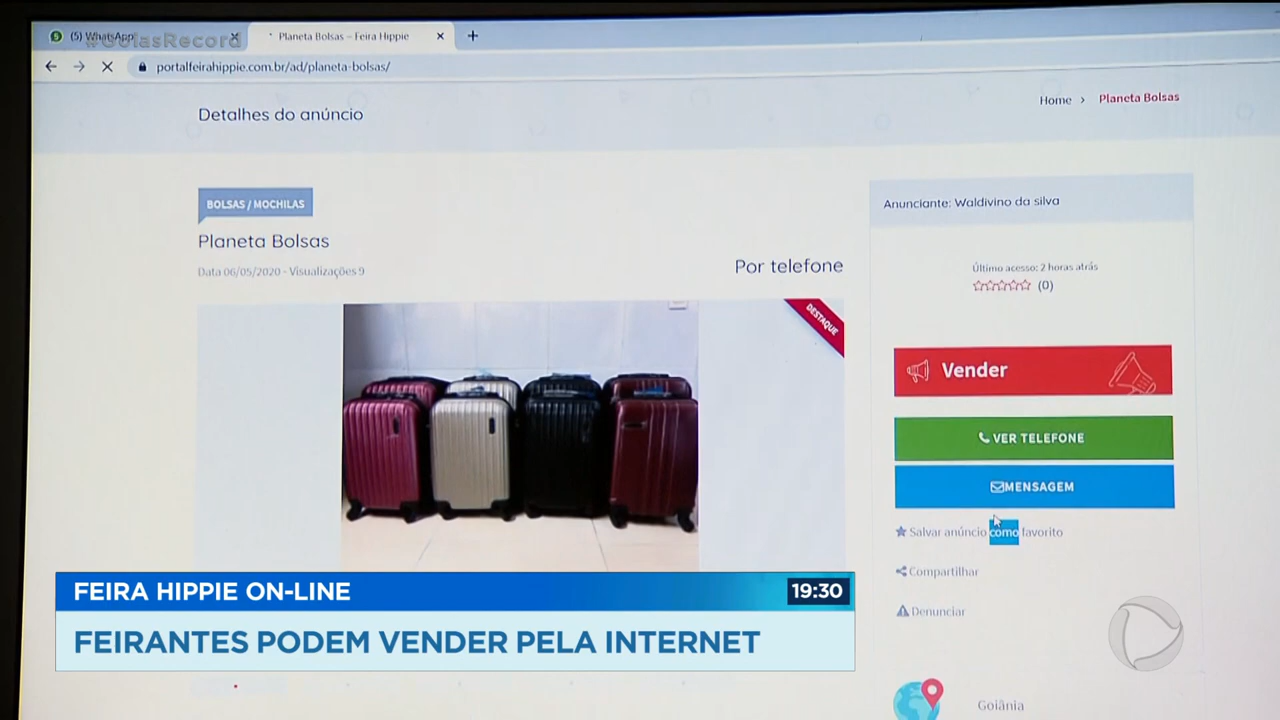 (5) WhatsApp
#GoiásRecord
Planeta Bolsas – Feira Hippie
portalfeirahippie.com.br/ad/planeta-bolsas/
Detalhes do anúncio
Home > Planeta Bolsas
BOLSAS / MOCHILAS
Anunciante: Waldivino da silva
Planeta Bolsas
Data 06/05/2020 - Visualizações 9
Por telefone
Último acesso: 2 horas atrás
(0)
DESTAQUE
Vender
VER TELEFONE
MENSAGEM
Salvar anúncio como favorito
Compartilhar
Denunciar
FEIRA HIPPIE ON-LINE
19:30
FEIRANTES PODEM VENDER PELA INTERNET
Goiânia